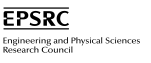 EPSRC
Engineering and Physical Sciences
Research Council